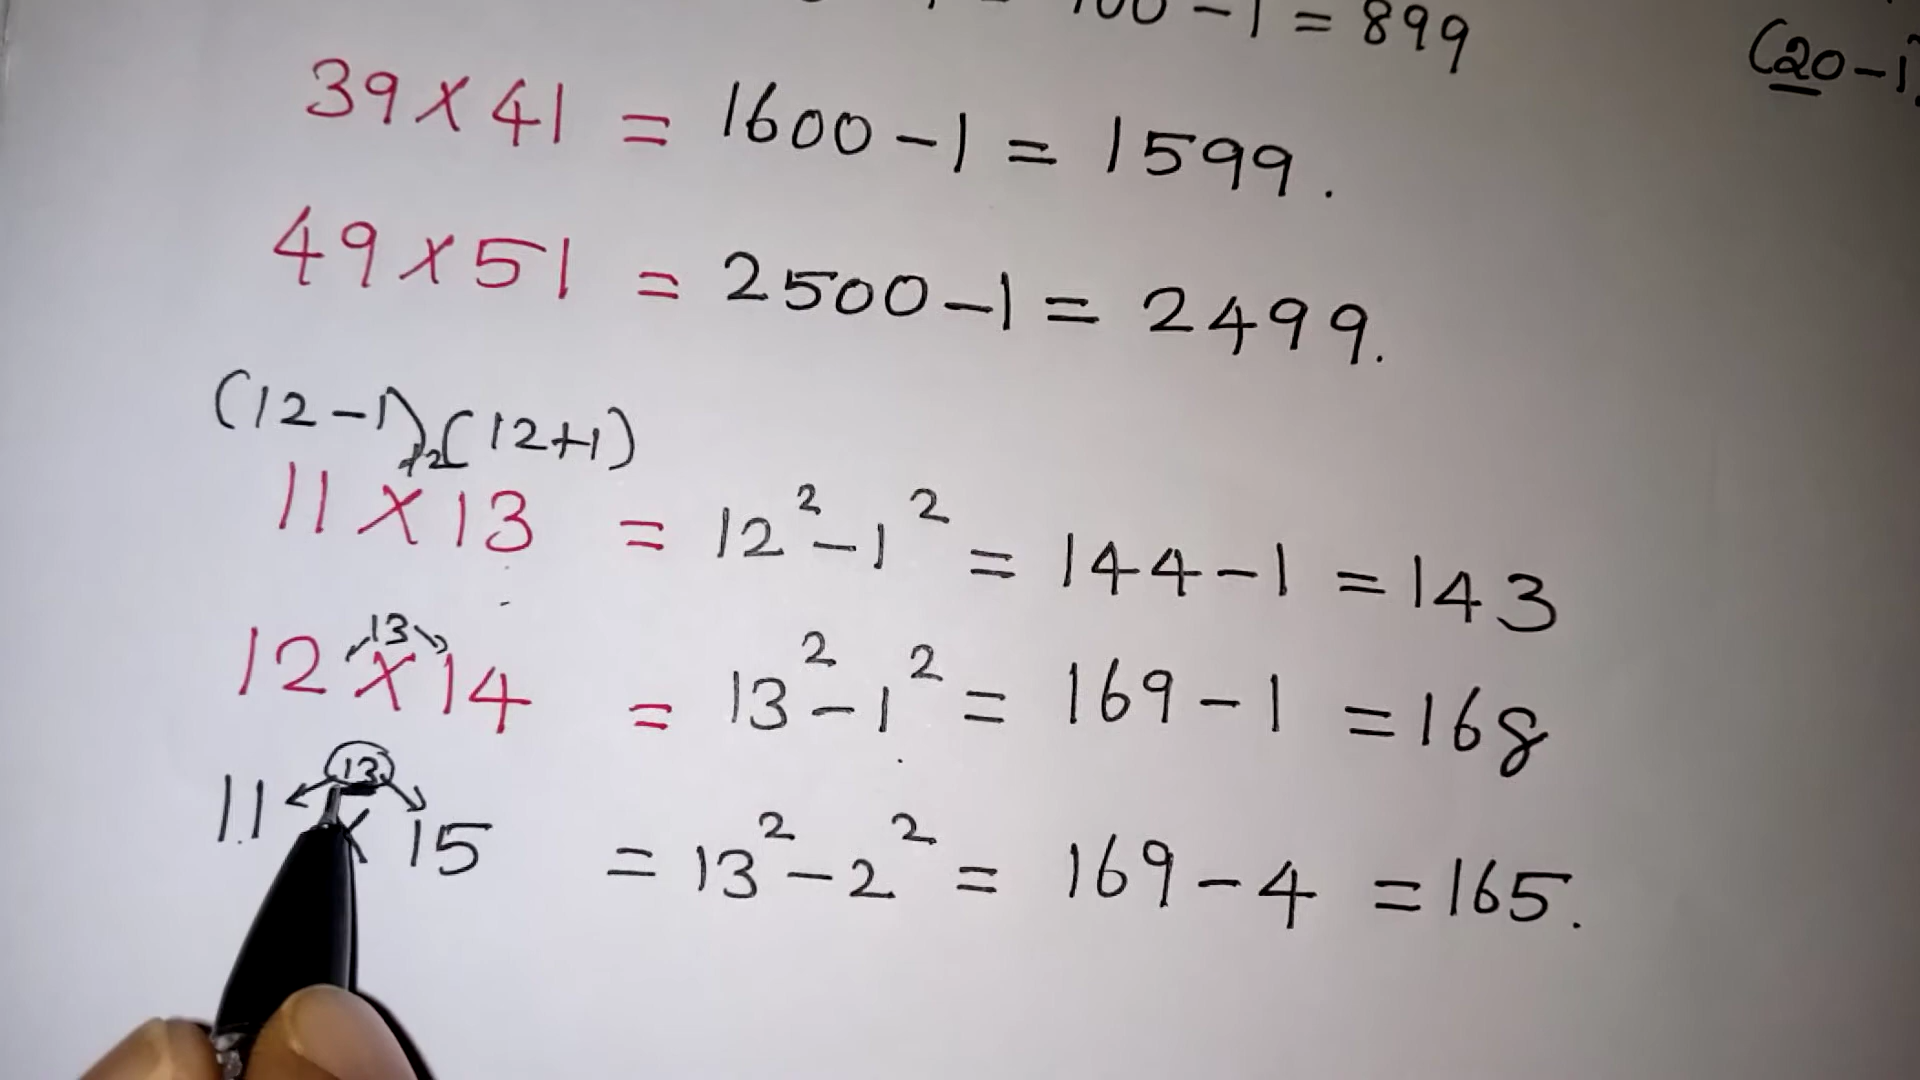 - 1 = 899
(20-1)
39 × 41 = 1600 - 1 = 1599.
49 × 51 = 2500 - 1 = 2499.
(12-1) (12+1)
12
11 × 13 = 12² - 1² = 144 - 1 = 143
13
12 × 14 = 13² - 1² = 169 - 1 = 168
13
11 × 15 = 13² - 2² = 169 - 4 = 165.